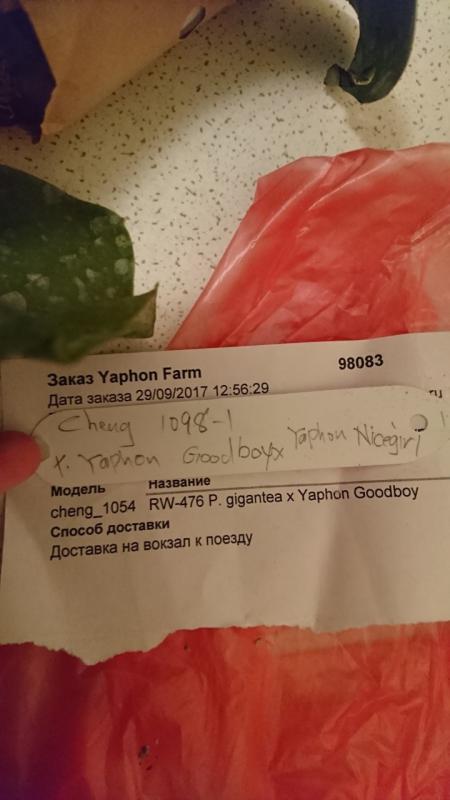 Заказ Yaphon Farm 98083
Дата заказа 29/09/2017 12:56:29
ru
Cheng 1098-1
x. Yaphon Goodboy x Yaphon Nicegirl
Модель Название
cheng_1054 RW-476 P. gigantea x Yaphon Goodboy
Способ доставки
Доставка на вокзал к поезду